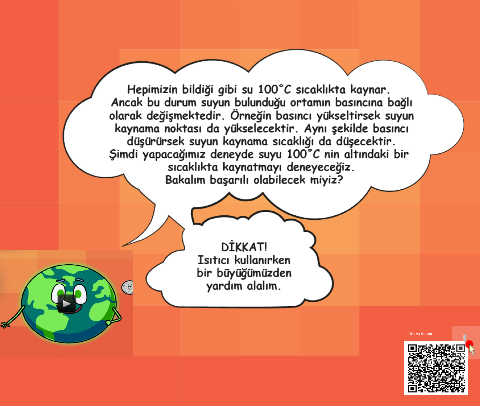 Hepimizin bildiği gibi su 100˚C sıcaklıkta kaynar.
Ancak bu durum suyun bulunduğu ortamın basıncına bağlı
olarak değişmektedir. Örneğin basıncı yükseltirsek suyun
kaynama noktası da yükselecektir. Aynı şekilde basıncı
düşürürsek suyun kaynama sıcaklığı da düşecektir.
Şimdi yapacağımız deneyde suyu 100˚C nin altındaki bir
sıcaklıkta kaynatmayı deneyeceğiz.
Bakalım başarılı olabilecek miyiz?
DİKKAT!
Isıtıcı kullanırken
bir büyüğümüzden
yardım alalım.